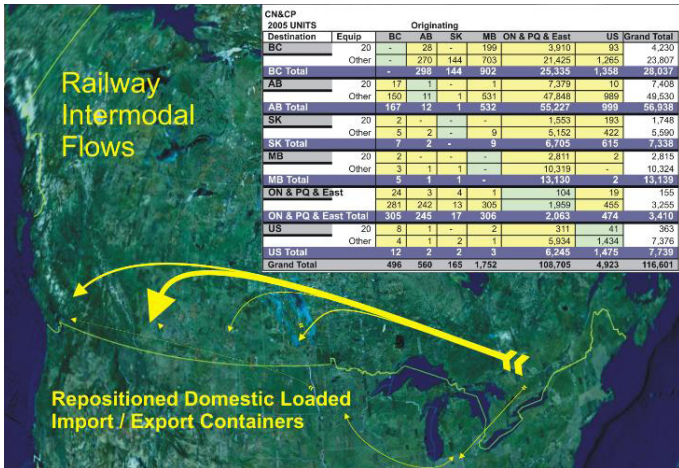 CN&CP
2005 UNITS Originating
Destination Equip BC AB SK MB ON & PQ & East US Grand Total
BC 20 - 28 - 199 3,910 93 4,230
Other - 270 144 703 21,425 1,265 23,807
BC Total - 298 144 902 25,335 1,358 28,037
AB 20 17 1 - 1 7,379 10 7,408
Other 150 11 1 531 47,848 989 49,530
AB Total 167 12 1 532 55,227 999 56,938
SK 20 2 - - - 1,553 193 1,748
Other 5 2 - 9 5,152 422 5,590
SK Total 7 2 - 9 6,705 615 7,338
MB 20 2 - - - 2,811 2 2,815
Other 3 1 1 - 10,319 - 10,324
MB Total 5 1 1 - 13,130 2 13,139
ON & PQ & East 24 3 4 1 104 19 155
281 242 13 305 1,959 455 3,255
ON & PQ & East Total 305 245 17 306 2,063 474 3,410
US 20 8 1 - 2 311 41 363
Other 4 1 2 1 5,934 1,434 7,376
US Total 12 2 2 3 6,245 1,475 7,739
Grand Total 496 560 165 1,752 108,705 4,923 116,601
Railway
Intermodal
Flows
Repositioned Domestic Loaded
Import / Export Containers